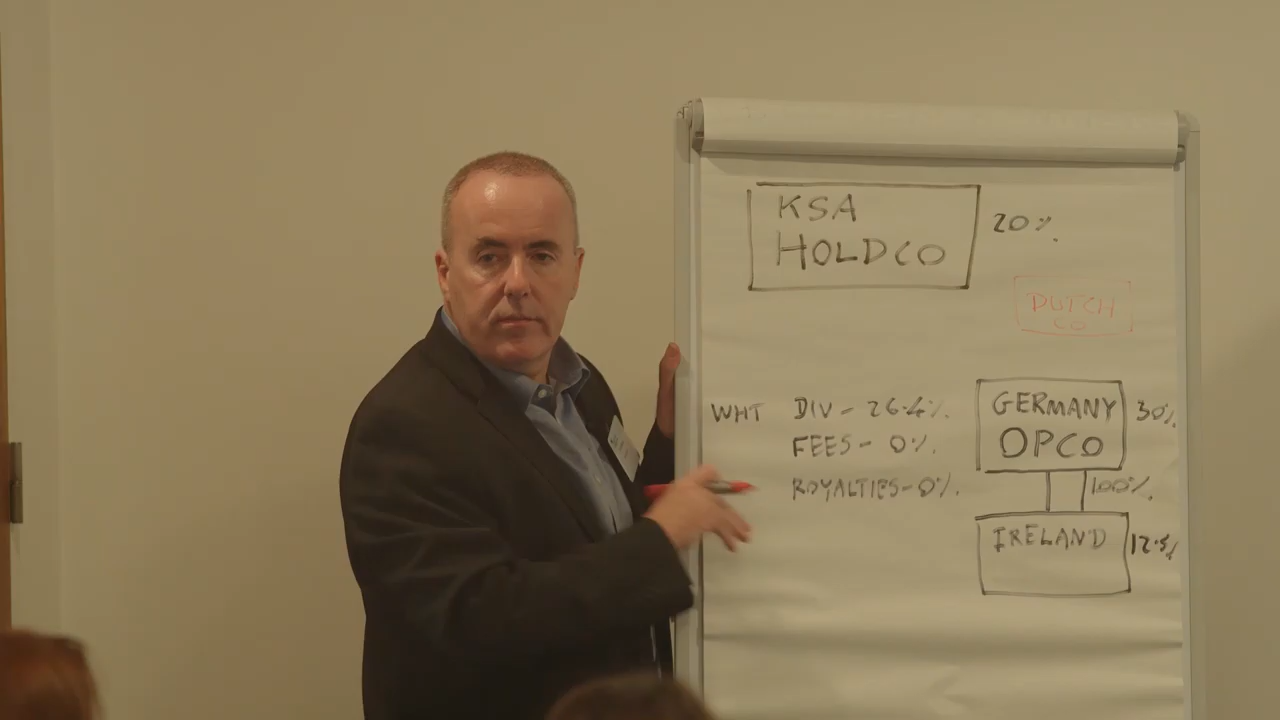 KSA
HOLDCO
20%
DUTCH
CO
WHT DIV - 26.4%.
FEES - 0%.
ROYALTIES - 0%.
GERMANY
OPCO
30%
100%
IRELAND
12.5%